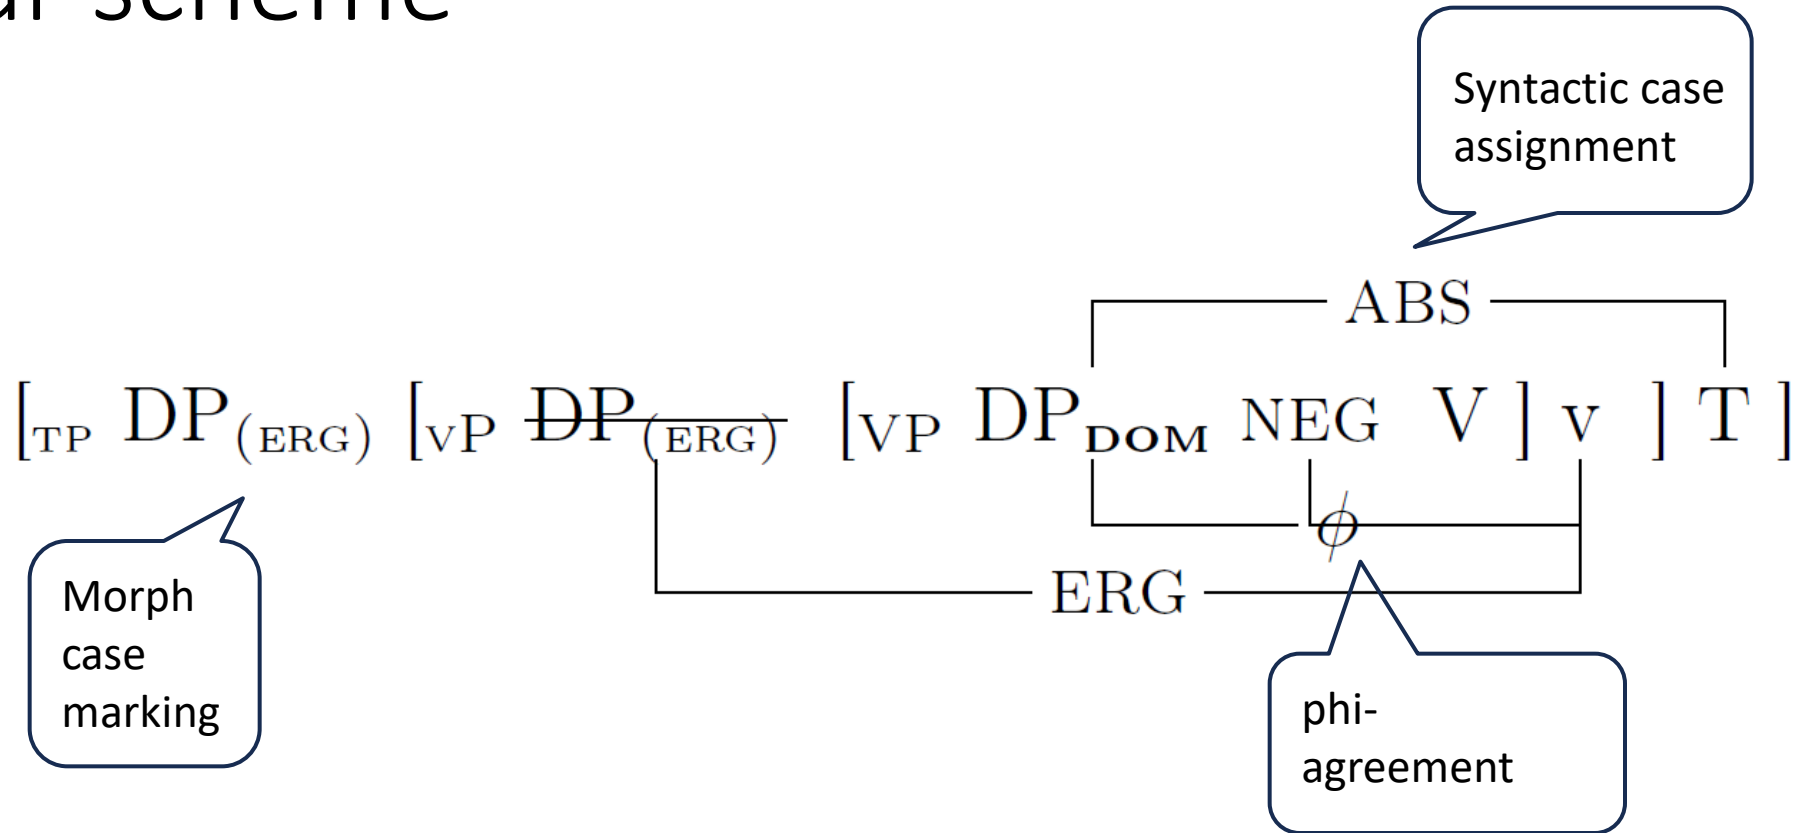 scheme
Syntactic case
assignment
ABS
[TP DP(ERG) [vP DP(ERG) [VP DPDOM NEG V ] v ] T ]
ϕ
ERG
Morph
case
marking
phi-
agreement